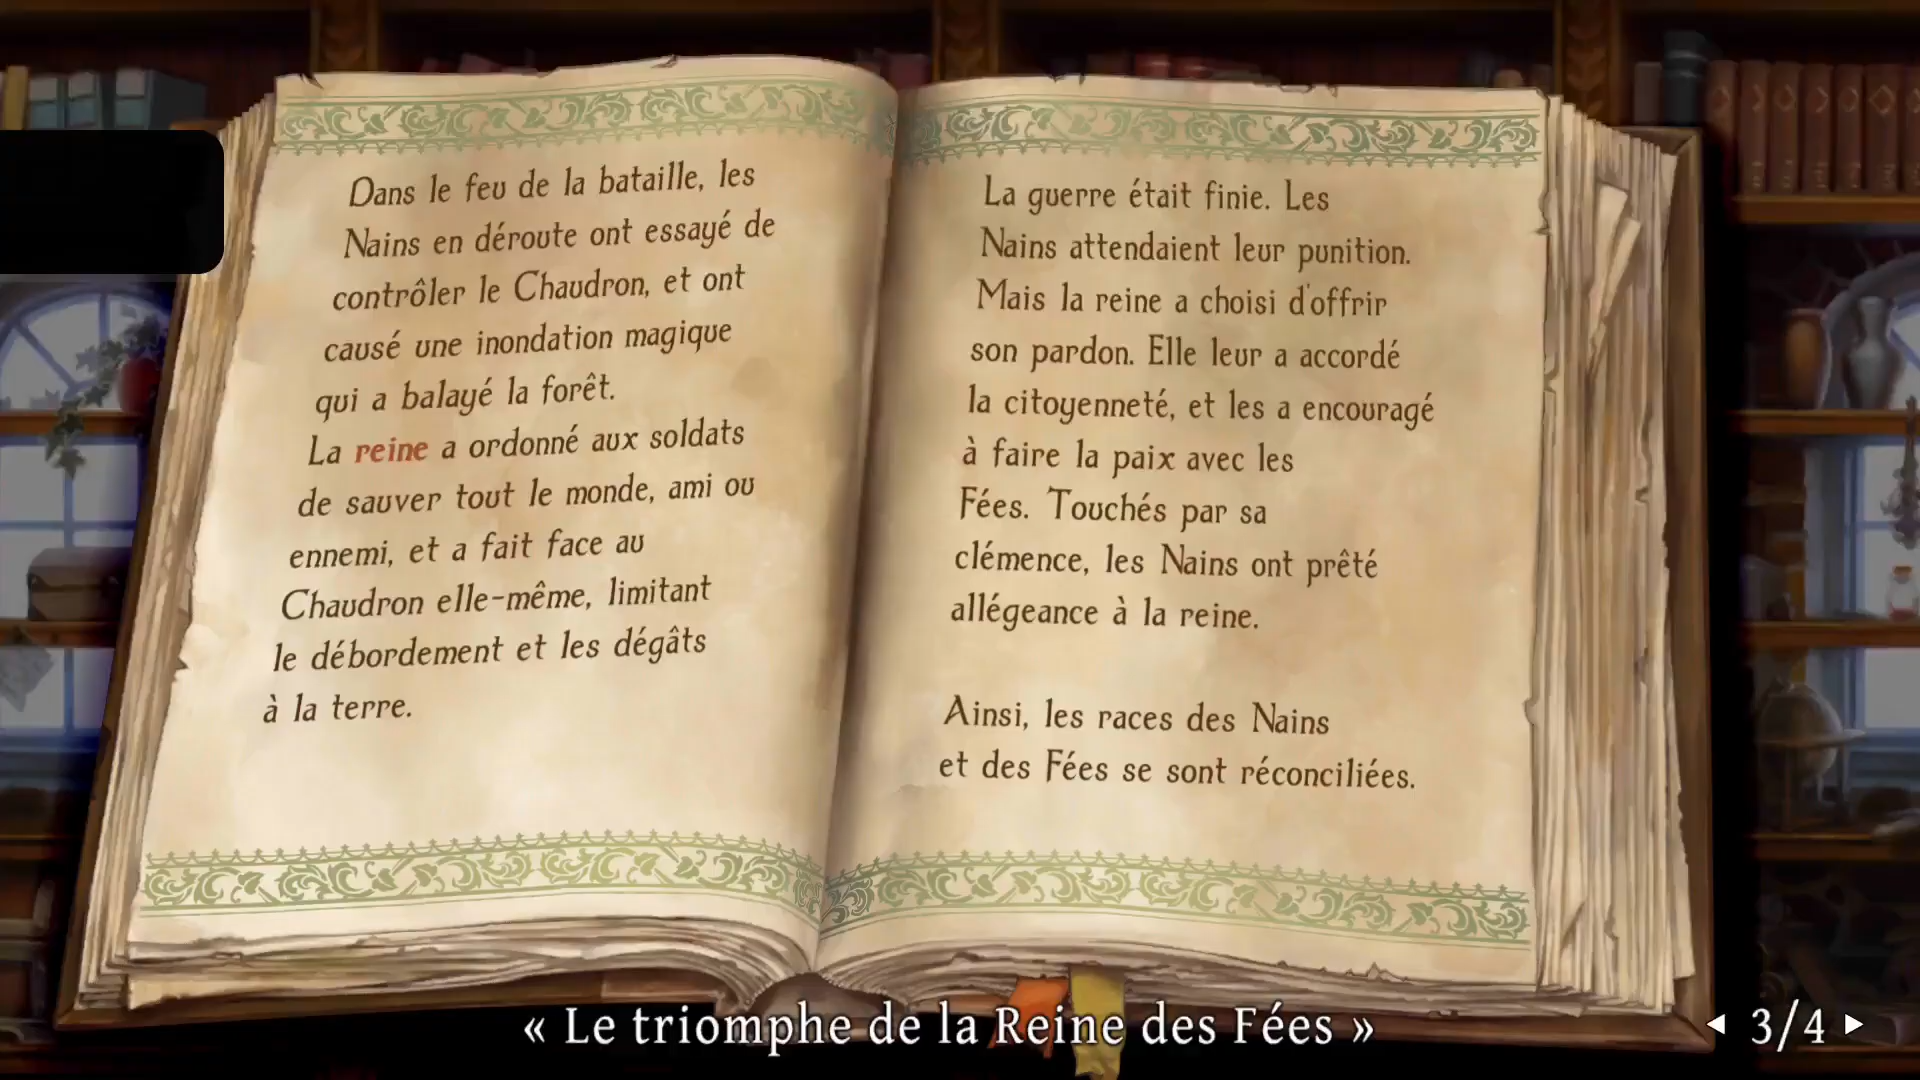 Dans le feu de la bataille, les
Nains en déroute ont essayé de
contrôler le Chaudron, et ont
causé une inondation magique
qui a balayé la forêt.
La reine a ordonné aux soldats
de sauver tout le monde, ami ou
ennemi, et a fait face au
Chaudron elle-même, limitant
le débordement et les dégâts
à la terre.
La guerre était finie. Les
Nains attendaient leur punition.
Mais la reine a choisi d'offrir
son pardon. Elle leur a accordé
la citoyenneté, et les a encouragé
à faire la paix avec les
Fées. Touchés par sa
clémence, les Nains ont prêté
allégeance à la reine.
Ainsi, les races des Nains
et des Fées se sont réconciliées.
« Le triomphe de la Reine des Fées »
3/4